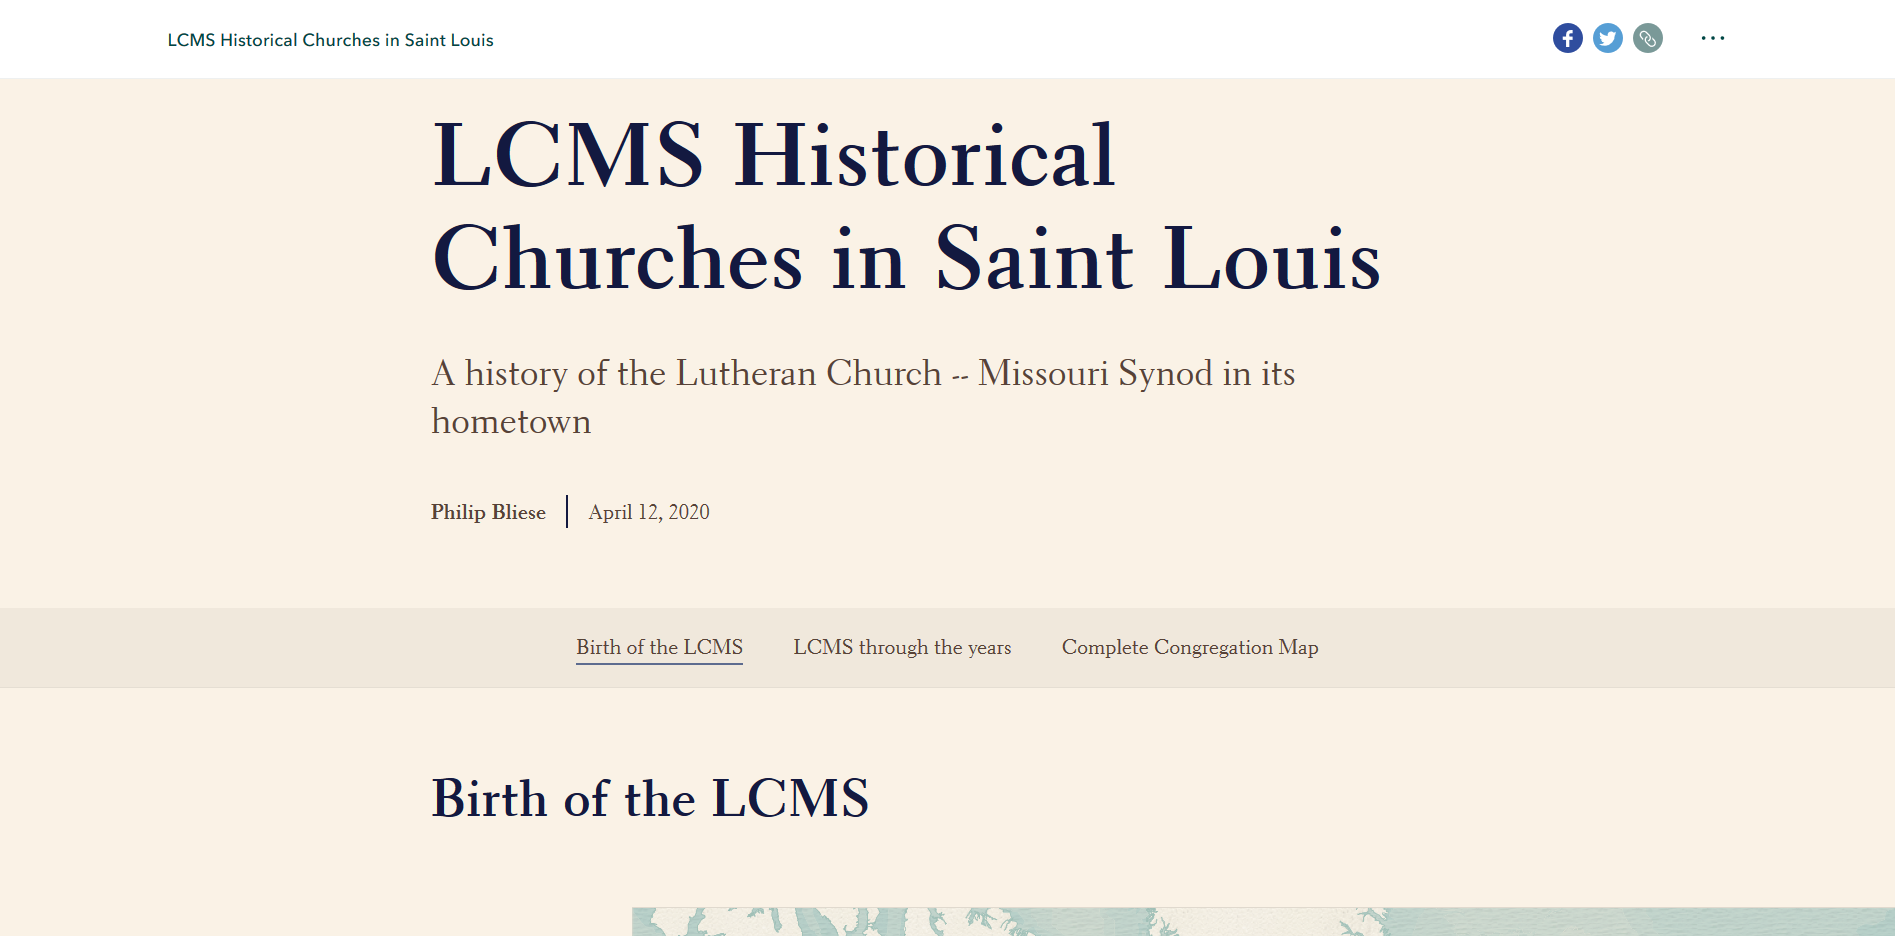 LCMS Historical Churches in Saint Louis
LCMS Historical
Churches in Saint Louis
A history of the Lutheran Church -- Missouri Synod in its
hometown
Philip Bliese
April 12, 2020
Birth of the LCMS
LCMS through the years
Complete Congregation Map
Birth of the LCMS